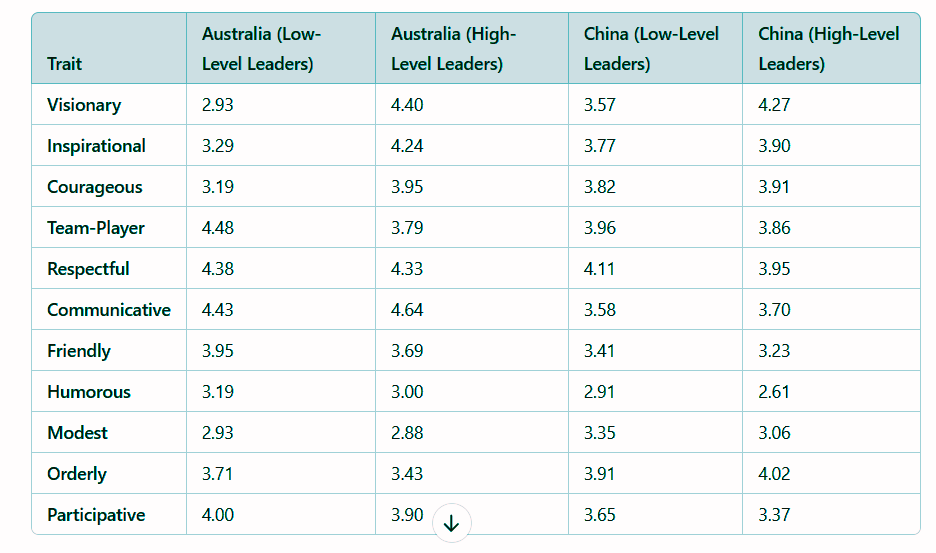 Trait Australia (Low-Level Leaders) Australia (High-Level Leaders) China (Low-Level Leaders) China (High-Level Leaders)
Visionary 2.93 4.40 3.57 4.27
Inspirational 3.29 4.24 3.77 3.90
Courageous 3.19 3.95 3.82 3.91
Team-Player 4.48 3.79 3.96 3.86
Respectful 4.38 4.33 4.11 3.95
Communicative 4.43 4.64 3.58 3.70
Friendly 3.95 3.69 3.41 3.23
Humorous 3.19 3.00 2.91 2.61
Modest 2.93 2.88 3.35 3.06
Orderly 3.71 3.43 3.91 4.02
Participative 4.00 3.90 3.65 3.37